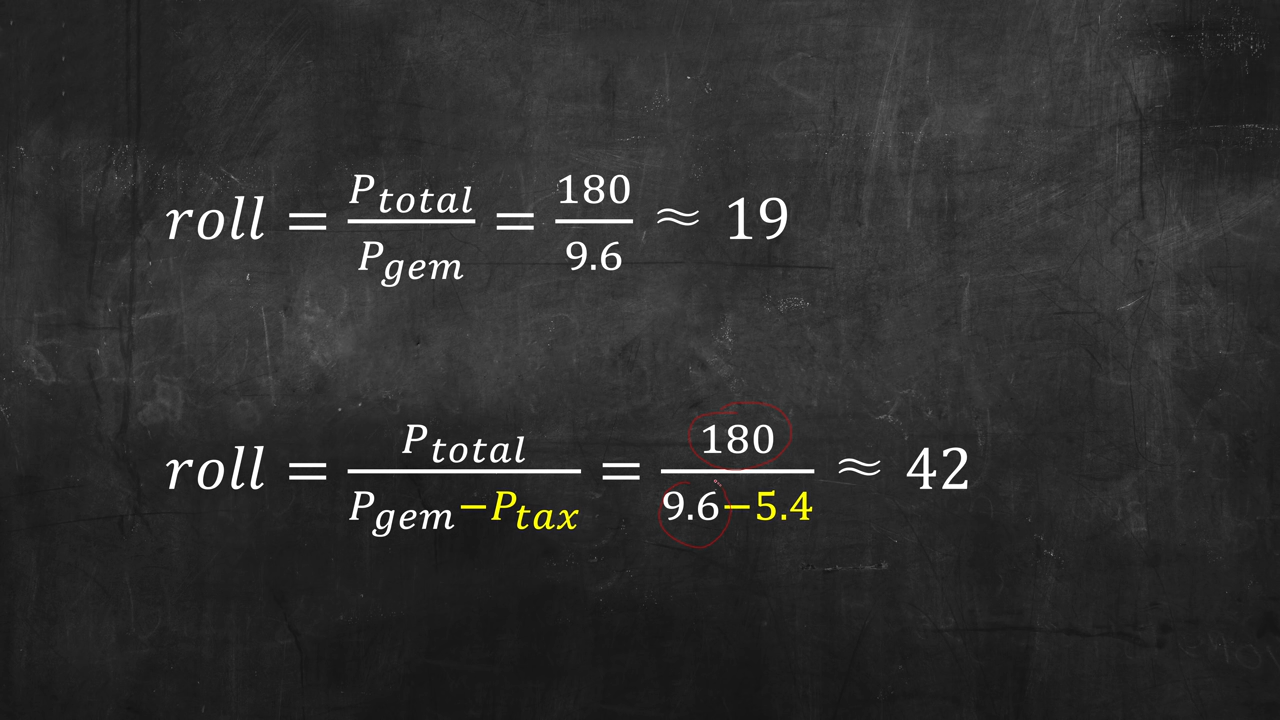 roll = P_total / P_gem = 180 / 9.6 ≈ 19
roll = P_total / (P_gem − P_tax) = 180 / (9.6 − 5.4) ≈ 42